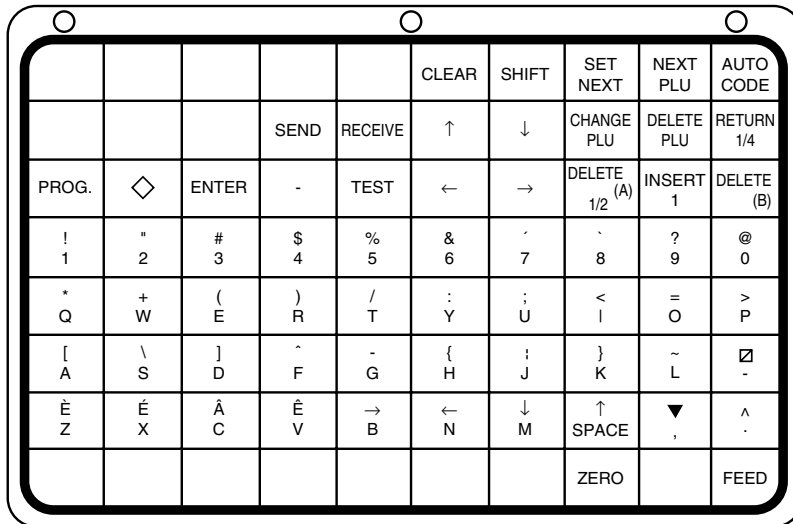 CLEAR SHIFT SET NEXT NEXT PLU AUTO CODE
SEND RECEIVE ↑ ↓ CHANGE PLU DELETE PLU RETURN 1/4
PROG. ◇ ENTER - TEST ← → DELETE (A) 1/2 INSERT 1 DELETE (B)
! " # $ % & ´ ` ? @
1 2 3 4 5 6 7 8 9 0
* + ( ) / : ; < = >
Q W E R T Y U I O P
[ \ ] ˆ - { ¦ } ~ ⍁
A S D F G H J K L -
È É Â Ê → ← ↓ ↑ ▼ ^
Z X C V B N M SPACE , .
ZERO FEED